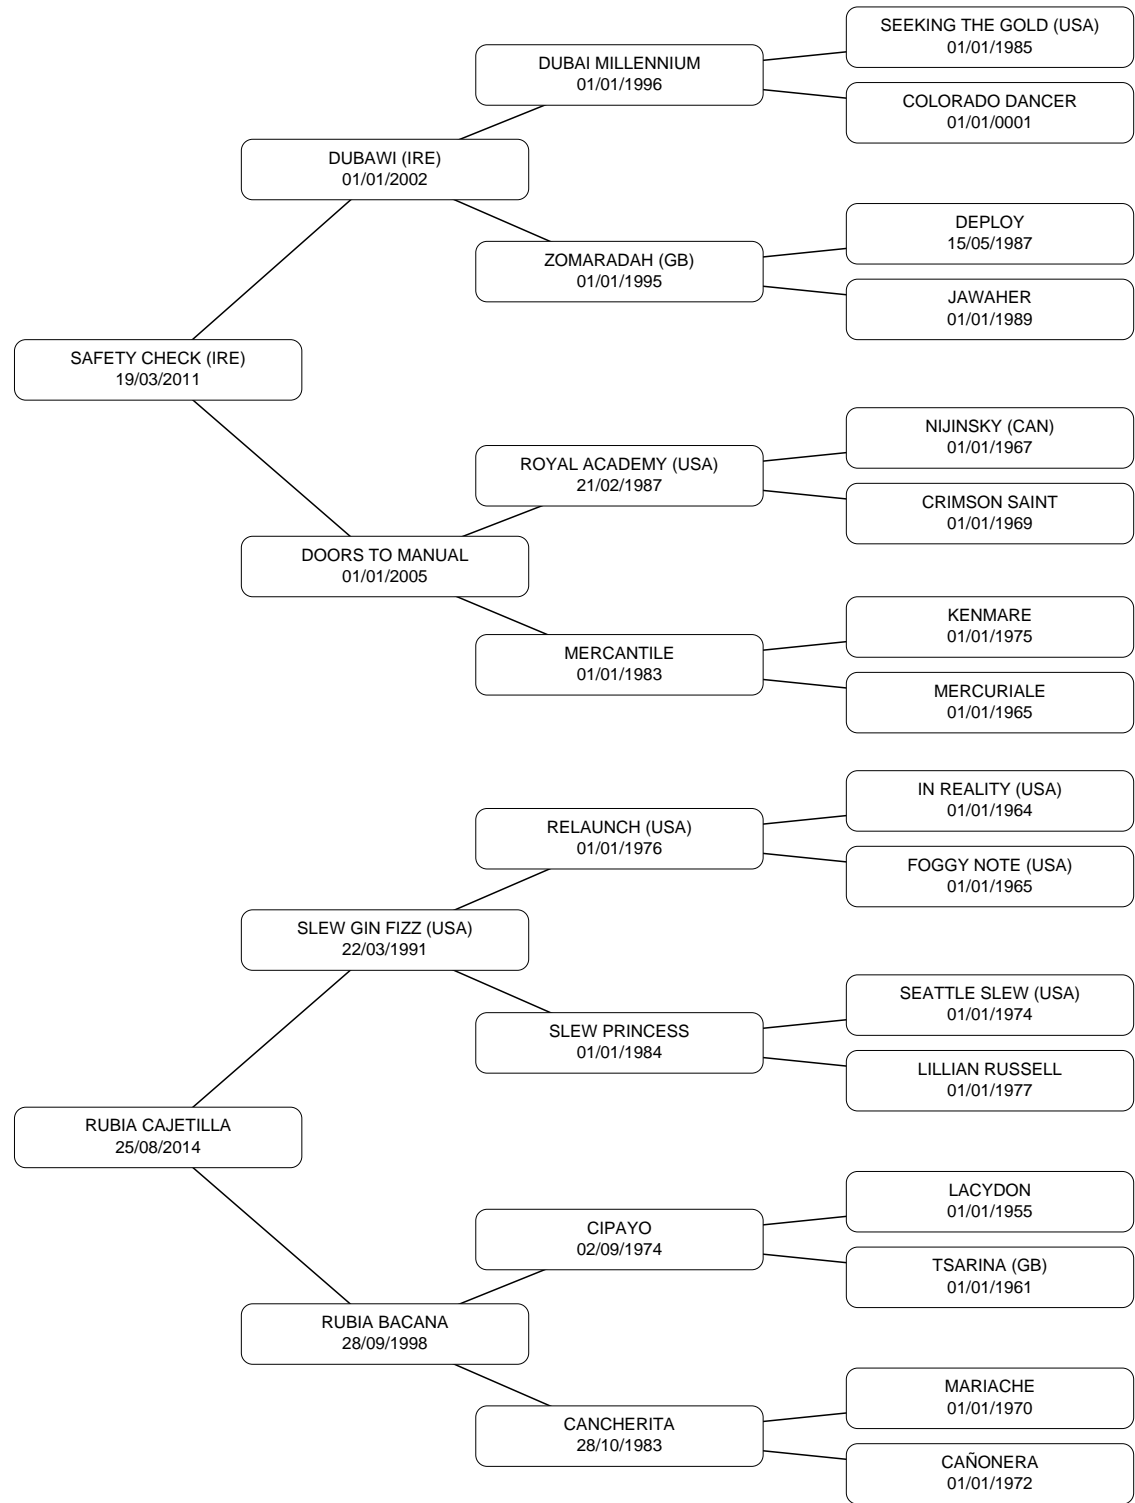 SEEKING THE GOLD (USA)
01/01/1985
DUBAI MILLENNIUM
01/01/1996
COLORADO DANCER
01/01/0001
DUBAWI (IRE)
01/01/2002
DEPLOY
15/05/1987
ZOMARADAH (GB)
01/01/1995
JAWAHER
01/01/1989
SAFETY CHECK (IRE)
19/03/2011
NIJINSKY (CAN)
01/01/1967
ROYAL ACADEMY (USA)
21/02/1987
CRIMSON SAINT
01/01/1969
DOORS TO MANUAL
01/01/2005
KENMARE
01/01/1975
MERCANTILE
01/01/1983
MERCURIALE
01/01/1965
IN REALITY (USA)
01/01/1964
RELAUNCH (USA)
01/01/1976
FOGGY NOTE (USA)
01/01/1965
SLEW GIN FIZZ (USA)
22/03/1991
SEATTLE SLEW (USA)
01/01/1974
SLEW PRINCESS
01/01/1984
LILLIAN RUSSELL
01/01/1977
RUBIA CAJETILLA
25/08/2014
LACYDON
01/01/1955
CIPAYO
02/09/1974
TSARINA (GB)
01/01/1961
RUBIA BACANA
28/09/1998
MARIACHE
01/01/1970
CANCHERITA
28/10/1983
CAÑONERA
01/01/1972